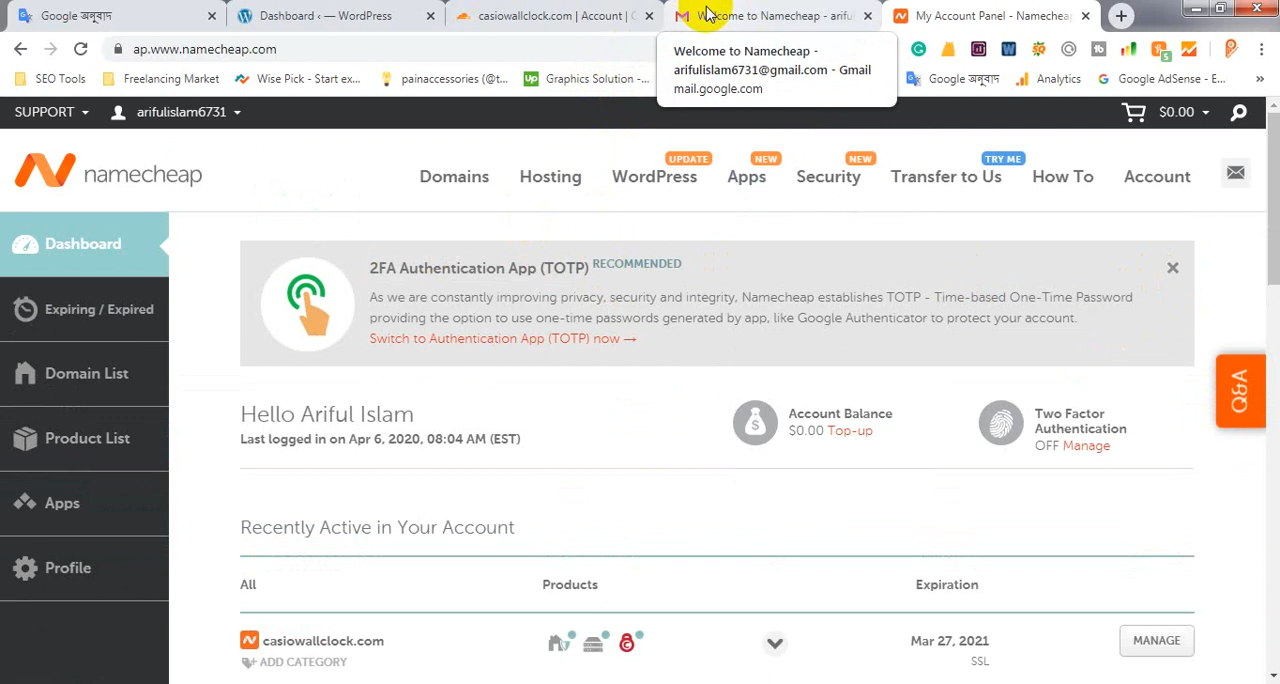 Google অনুবাদ
Dashboard ‹ — WordPress
casiowallclock.com | Account | C
Welcome to Namecheap - ariful
My Account Panel - Namecheap
ap.www.namecheap.com
Welcome to Namecheap -
arifulislam6731@gmail.com - Gmail
mail.google.com
SEO Tools
Freelancing Market
Wise Pick - Start ex...
painaccessories (@t...
Up
Graphics Solution -...
Google অনুবাদ
Analytics
Google AdSense - E...
»
SUPPORT
arifulislam6731
$0.00
namecheap
Domains
Hosting
UPDATE
WordPress
NEW
Apps
NEW
Security
TRY ME
Transfer to Us
How To
Account
Dashboard
Expiring / Expired
Domain List
Product List
Apps
Profile
2FA Authentication App (TOTP) RECOMMENDED
As we are constantly improving privacy, security and integrity, Namecheap establishes TOTP - Time-based One-Time Password
providing the option to use one-time passwords generated by app, like Google Authenticator to protect your account.
Switch to Authentication App (TOTP) now →
Q&A
Hello Ariful Islam
Last logged in on Apr 6, 2020, 08:04 AM (EST)
Account Balance
$0.00 Top-up
Two Factor
Authentication
OFF Manage
Recently Active in Your Account
All
Products
Expiration
casiowallclock.com
ADD CATEGORY
Mar 27, 2021
SSL
MANAGE